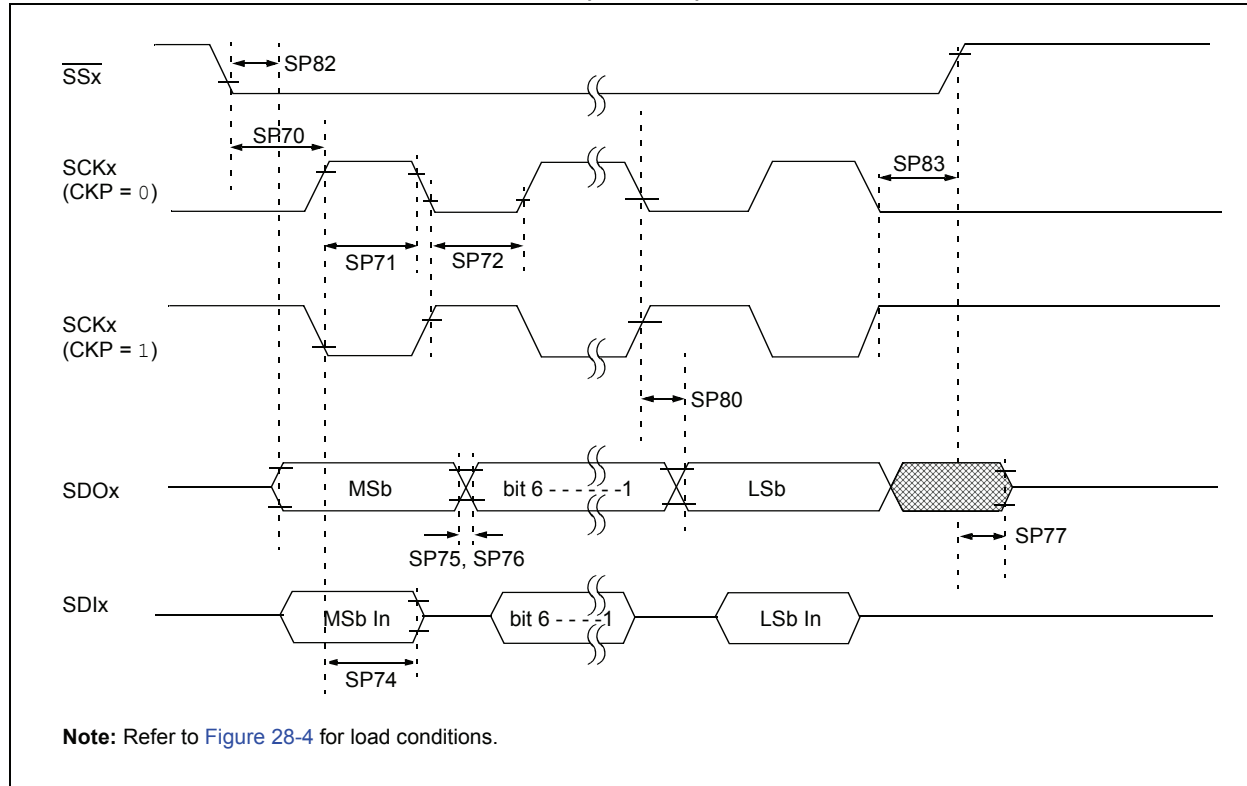 SSx
SP82
SP70
SCKx
(CKP = 0)
SP83
SP71
SP72
SCKx
(CKP = 1)
SP80
SDOx
MSb
bit 6 - - - - - -1
LSb
SP75, SP76
SP77
SDIx
MSb In
bit 6 - - - -1
LSb In
SP74
Note: Refer to Figure 28-4 for load conditions.